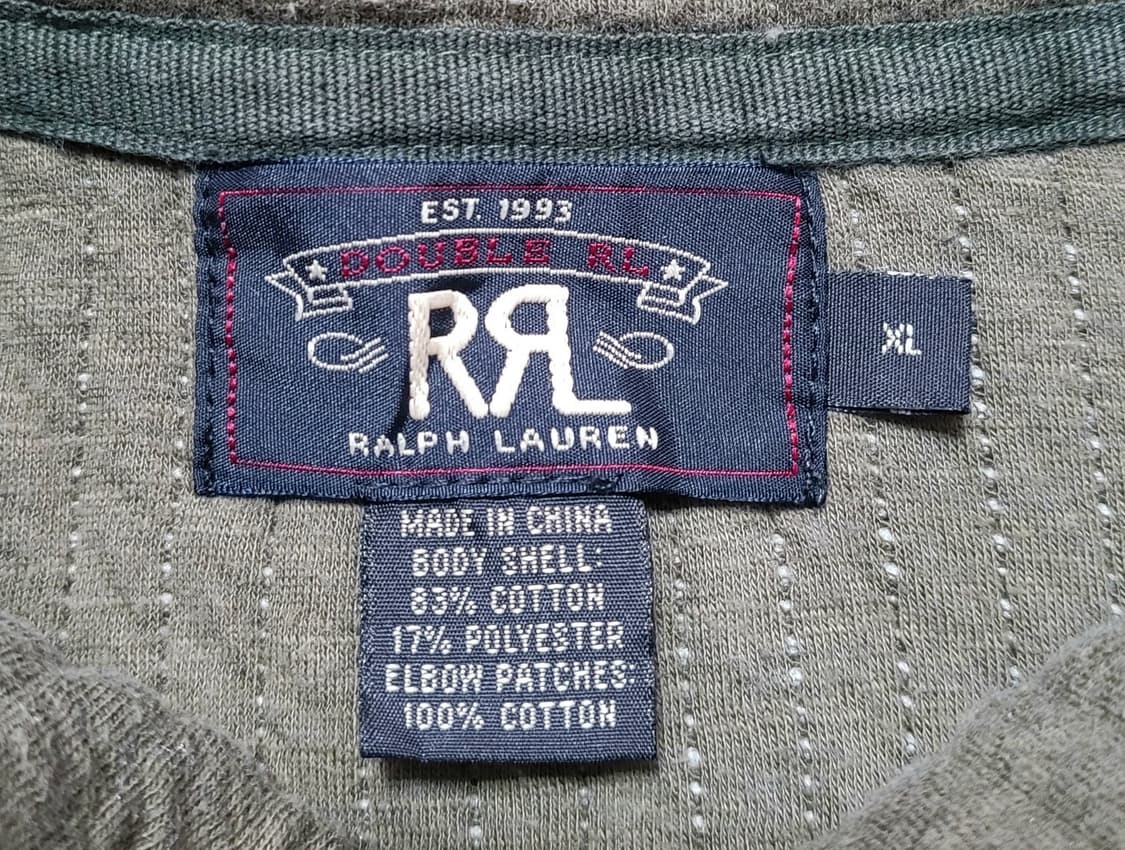 EST. 1993
DOUBLE RL
RRL
RALPH LAUREN
XL
MADE IN CHINA
BODY SHELL:
83% COTTON
17% POLYESTER
ELBOW PATCHES:
100% COTTON